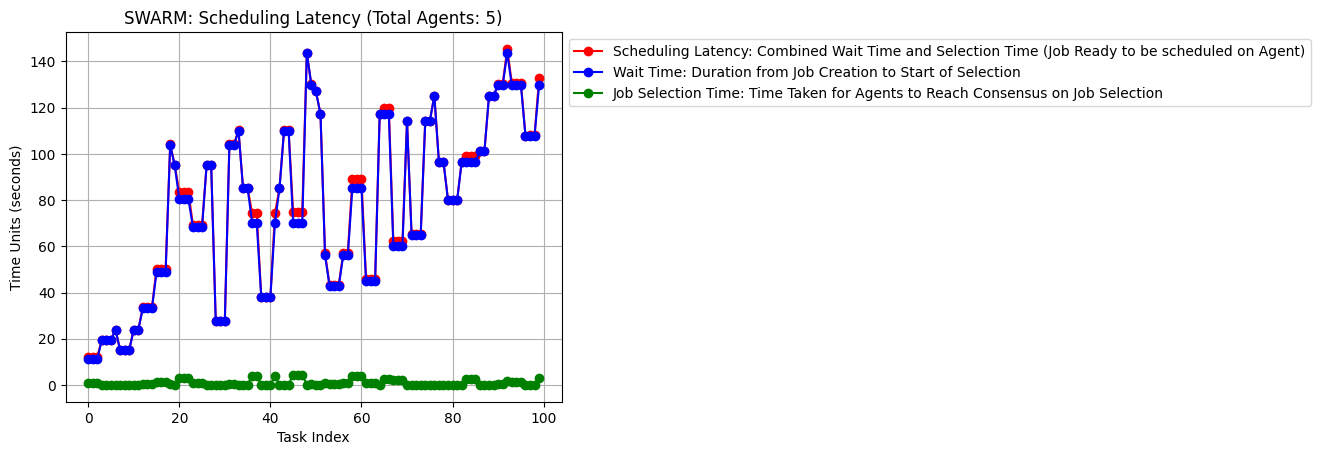 SWARM: Scheduling Latency (Total Agents: 5)
Time Units (seconds)
140
120
100
80
60
40
20
0
0 20 40 60 80 100
Task Index
Scheduling Latency: Combined Wait Time and Selection Time (Job Ready to be scheduled on Agent)
Wait Time: Duration from Job Creation to Start of Selection
Job Selection Time: Time Taken for Agents to Reach Consensus on Job Selection